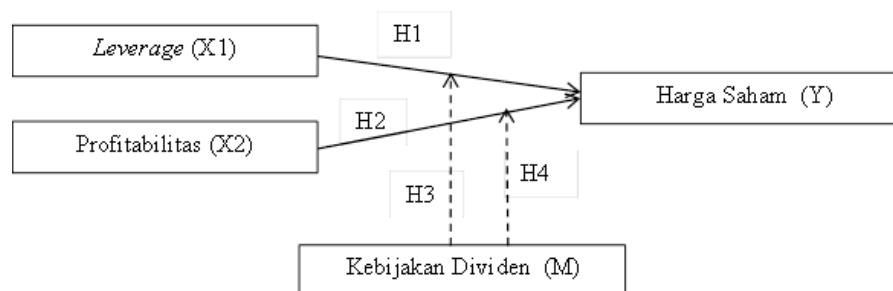 H1
Leverage (X1)
Harga Saham (Y)
H2
Profitabilitas (X2)
H4
H3
Kebijakan Dividen (M)